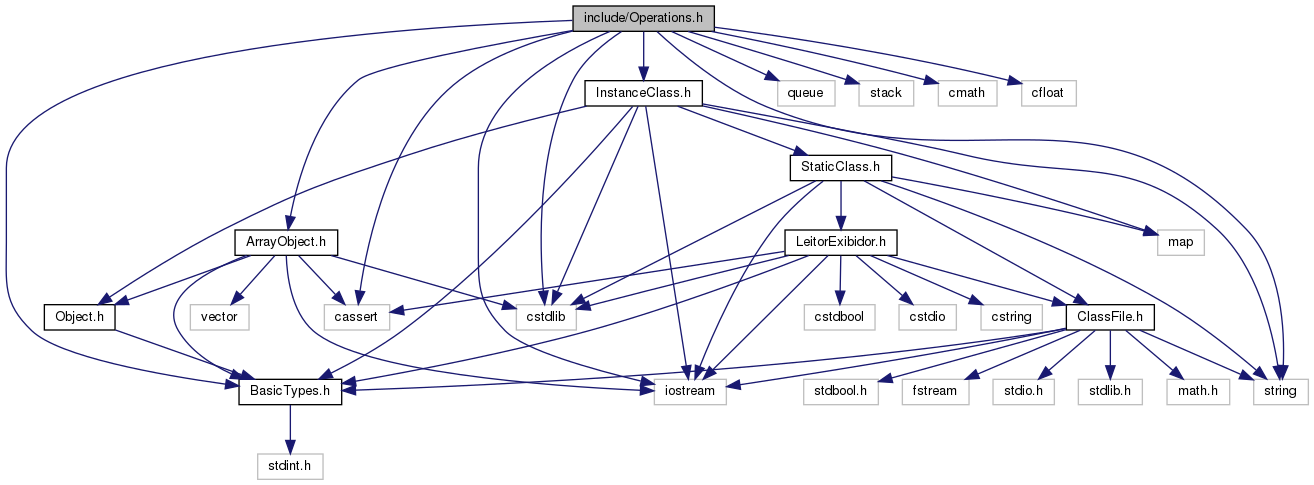 include/Operations.h
InstanceClass.h
queue
stack
cmath
cfloat
StaticClass.h
ArrayObject.h
LeitorExibidor.h
map
Object.h
vector
cassert
cstdlib
cstdbool
cstdio
cstring
ClassFile.h
BasicTypes.h
iostream
stdbool.h
fstream
stdio.h
stdlib.h
math.h
string
stdint.h